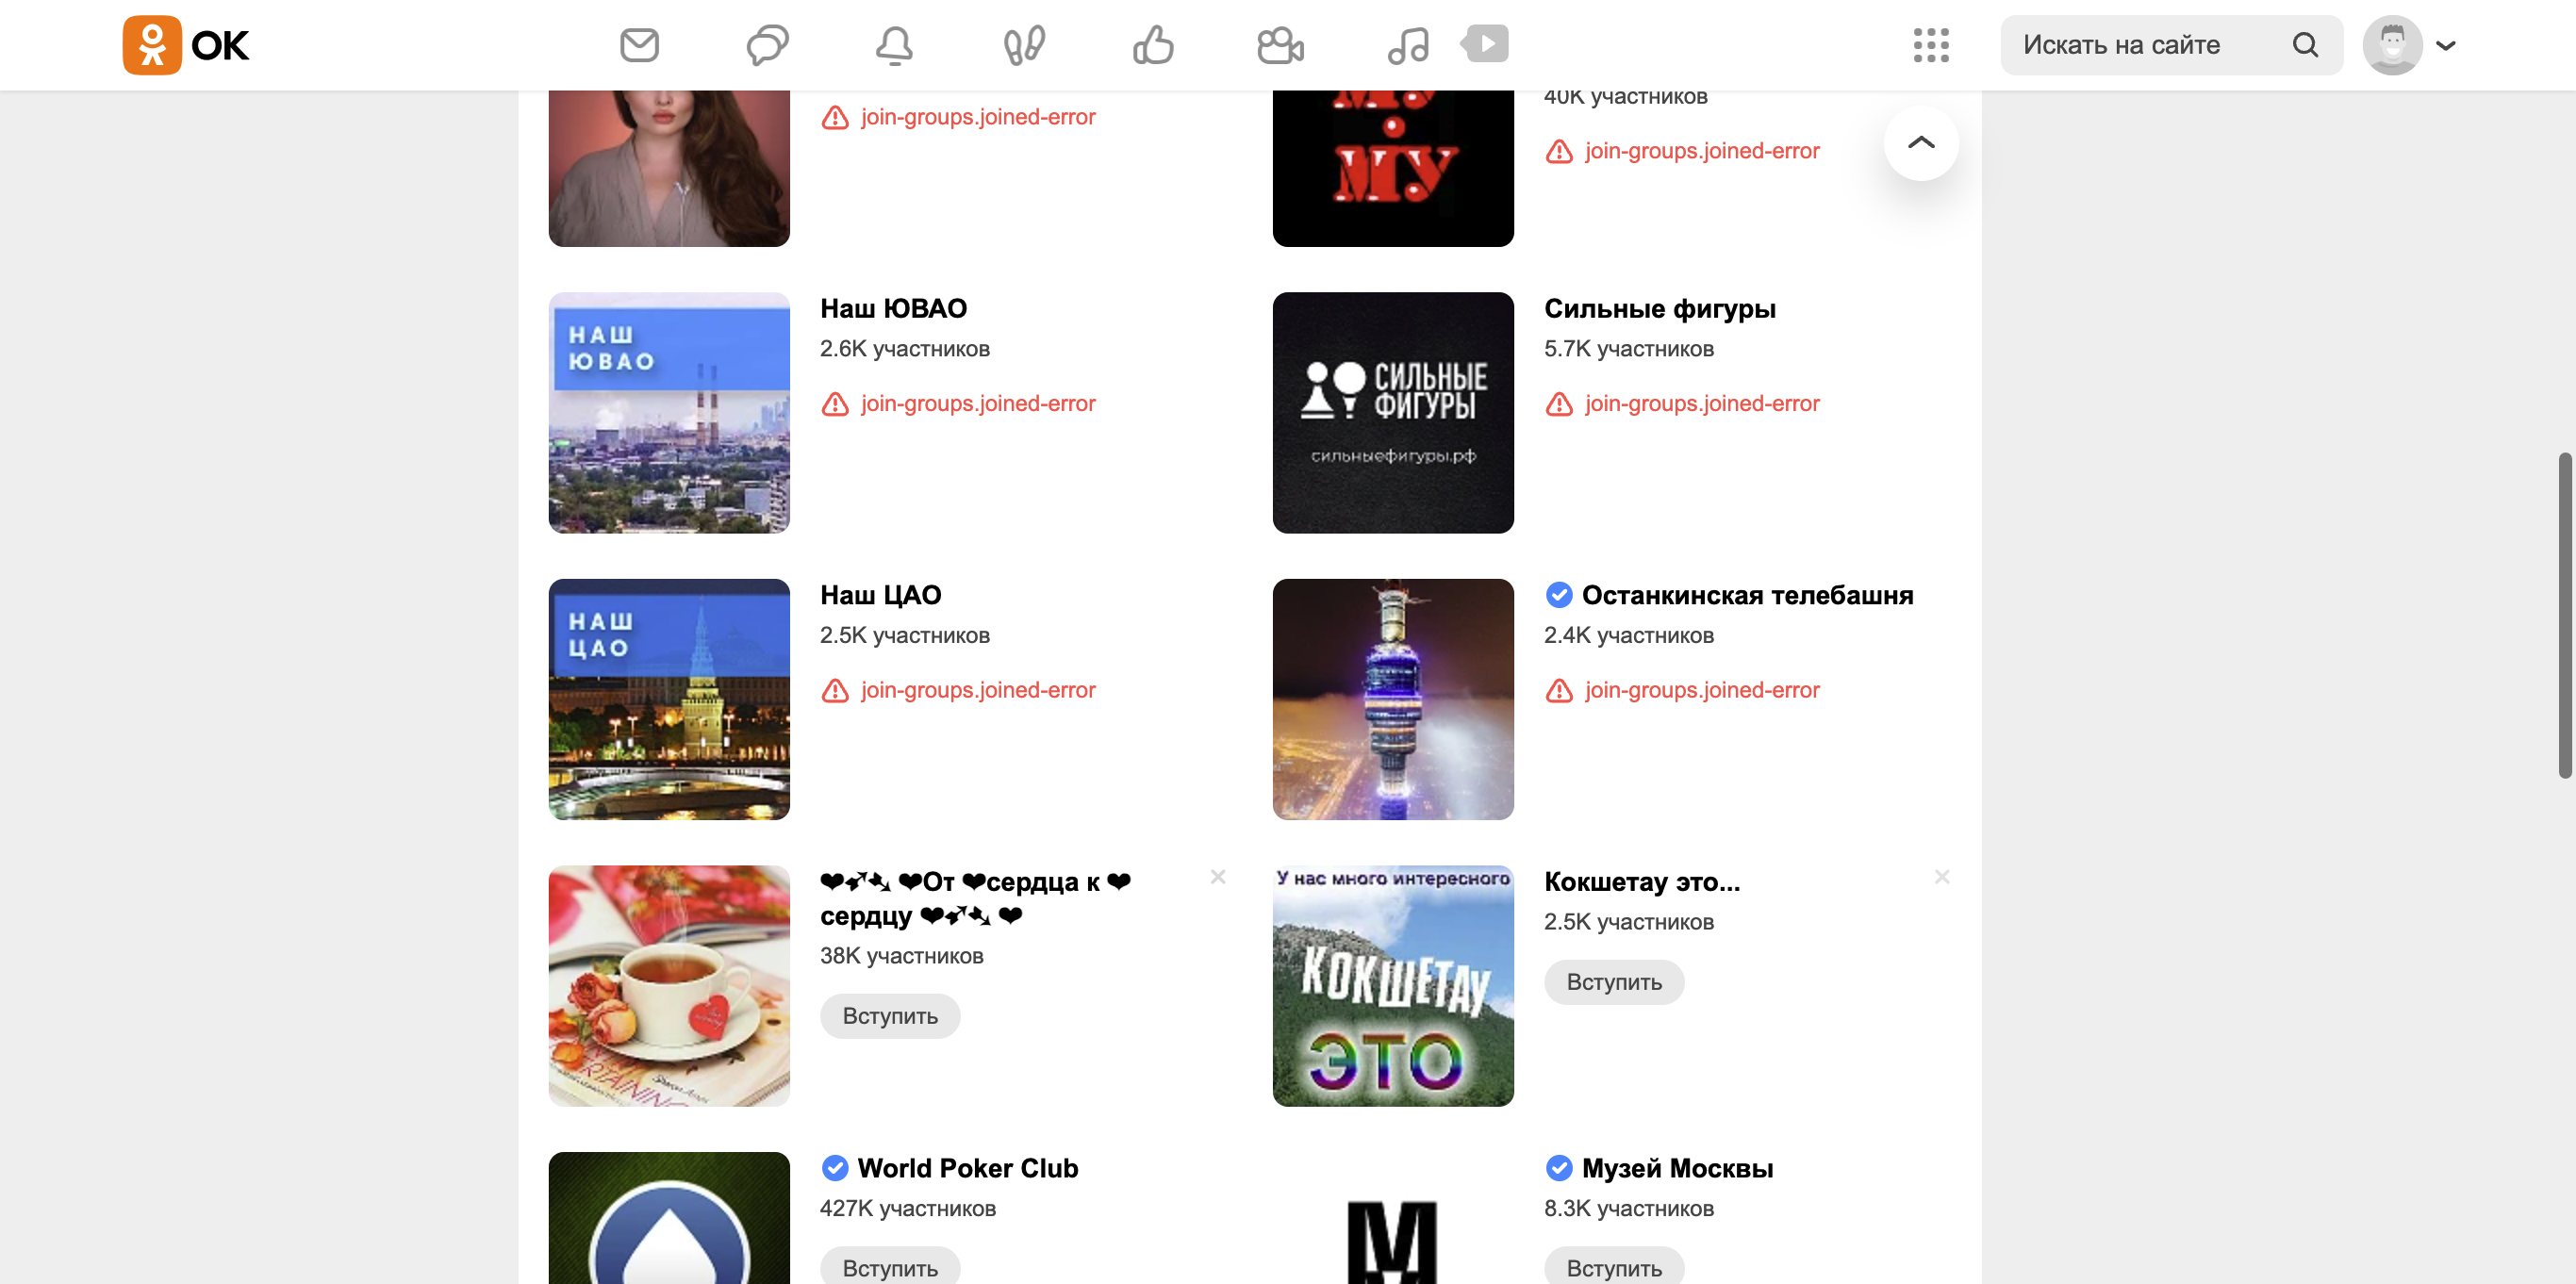 OK
Искать на сайте
join-groups.joined-error
МУ
40K участников
join-groups.joined-error
НАШ
ЮВАО
Наш ЮВАО
2.6K участников
join-groups.joined-error
СИЛЬНЫЕ
ФИГУРЫ
сильныефигуры.рф
Сильные фигуры
5.7K участников
join-groups.joined-error
НАШ
ЦАО
Наш ЦАО
2.5K участников
join-groups.joined-error
Останкинская телебашня
2.4K участников
join-groups.joined-error
❤➶➴ ❤От ❤сердца к ❤
сердцу ❤➶➴ ❤
38K участников
Вступить
У нас много интересного
КОКШЕТАУ
ЭТО
Кокшетау это...
2.5K участников
Вступить
World Poker Club
427K участников
Вступить
М
Музей Москвы
8.3K участников
Вступить